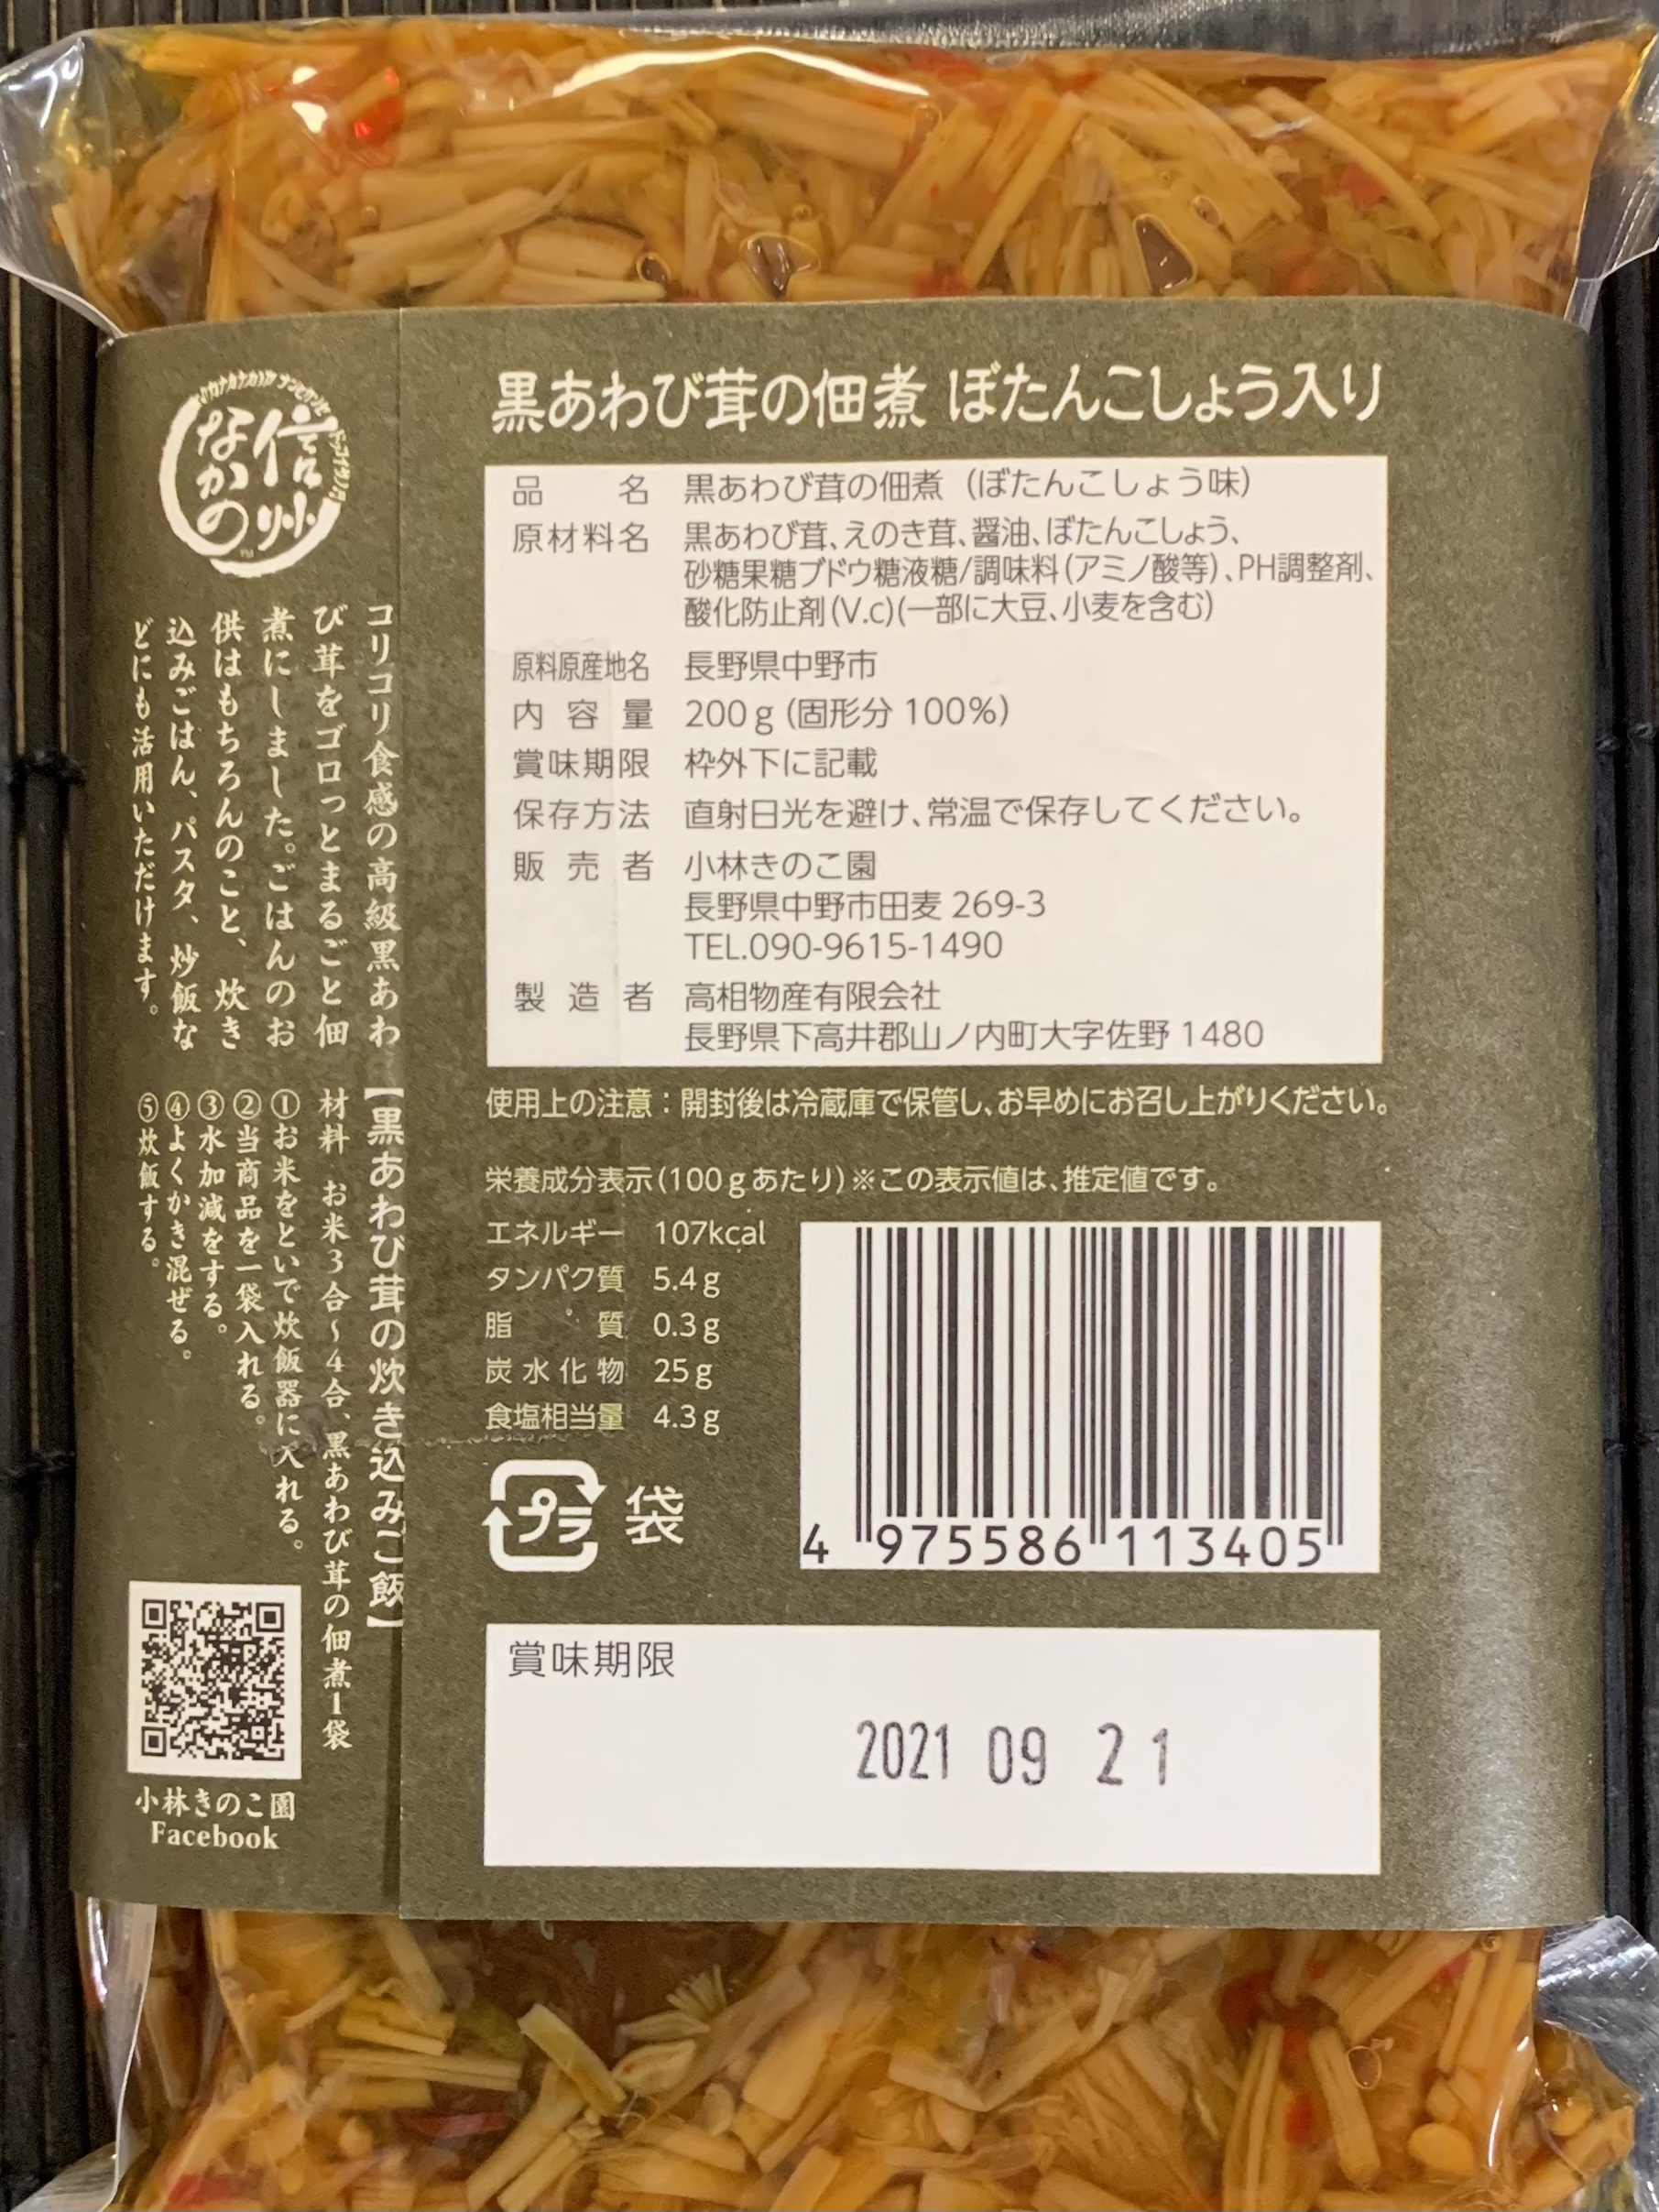 黒あわび茸の佃煮 ぼたんこしょう入り
品名 黒あわび茸の佃煮（ぼたんこしょう味）
原材料名 黒あわび茸、えのき茸、醤油、ぼたんこしょう、
砂糖果糖ブドウ糖液糖/調味料(アミノ酸等)、PH調整剤、
酸化防止剤(V.c)(一部に大豆、小麦を含む)
原料原産地名 長野県中野市
内容量 200g(固形分 100%)
賞味期限 枠外下に記載
保存方法 直射日光を避け、常温で保存してください。
販売者 小林きのこ園
長野県中野市田麦 269-3
TEL.090-9615-1490
製造者 高相物産有限会社
長野県下高井郡山ノ内町大字佐野 1480
使用上の注意：開封後は冷蔵庫で保管し、お早めにお召し上がりください。
栄養成分表示(100gあたり)※この表示値は、推定値です。
エネルギー 107kcal
タンパク質 5.4g
脂質 0.3g
炭水化物 25g
食塩相当量 4.3g
プラ 袋
4 975586 113405
賞味期限
2021 09 21
信州
なかの
TM
コリコリ食感の高級黒あわ
び茸をゴロっとまるごと佃
煮にしました。ごはんのお
供はもちろんのこと、炊き
込みごはん、パスタ、炒飯な
どにも活用いただけます。
【黒あわび茸の炊き込みご飯】
材料 お米3合～4合、黒あわび茸の佃煮1袋
①お米をといで炊飯器に入れる。
②当商品を一袋入れる。
③水加減をする。
④よくかき混ぜる。
⑤炊飯する。
小林きのこ園
Facebook